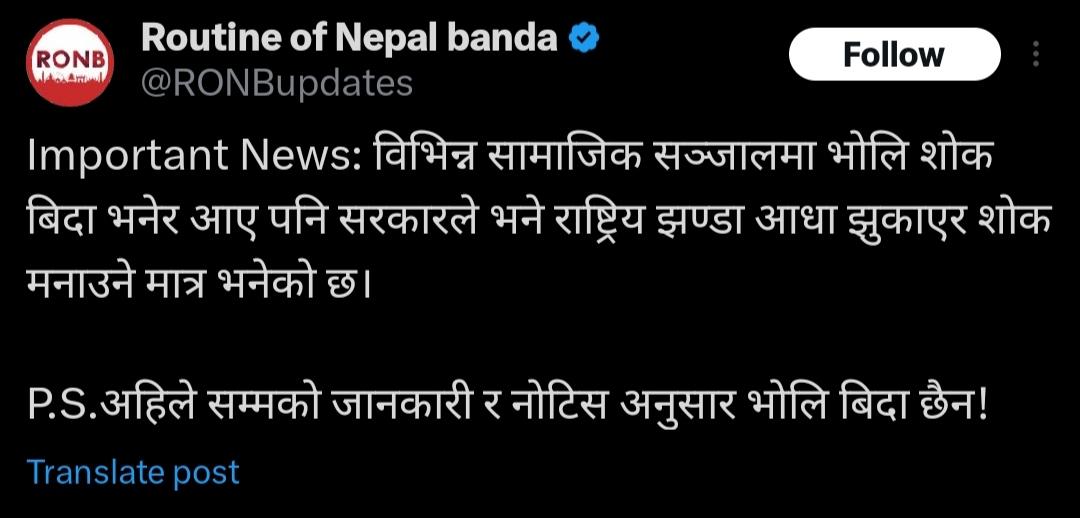 RONB
Routine of Nepal banda
@RONBupdates
Follow
Important News: विभिन्न सामाजिक सञ्जालमा भोलि शोक
बिदा भनेर आए पनि सरकारले भने राष्ट्रिय झण्डा आधा झुकाएर शोक
मनाउने मात्र भनेको छ।
P.S.अहिले सम्मको जानकारी र नोटिस अनुसार भोलि बिदा छैन!
Translate post